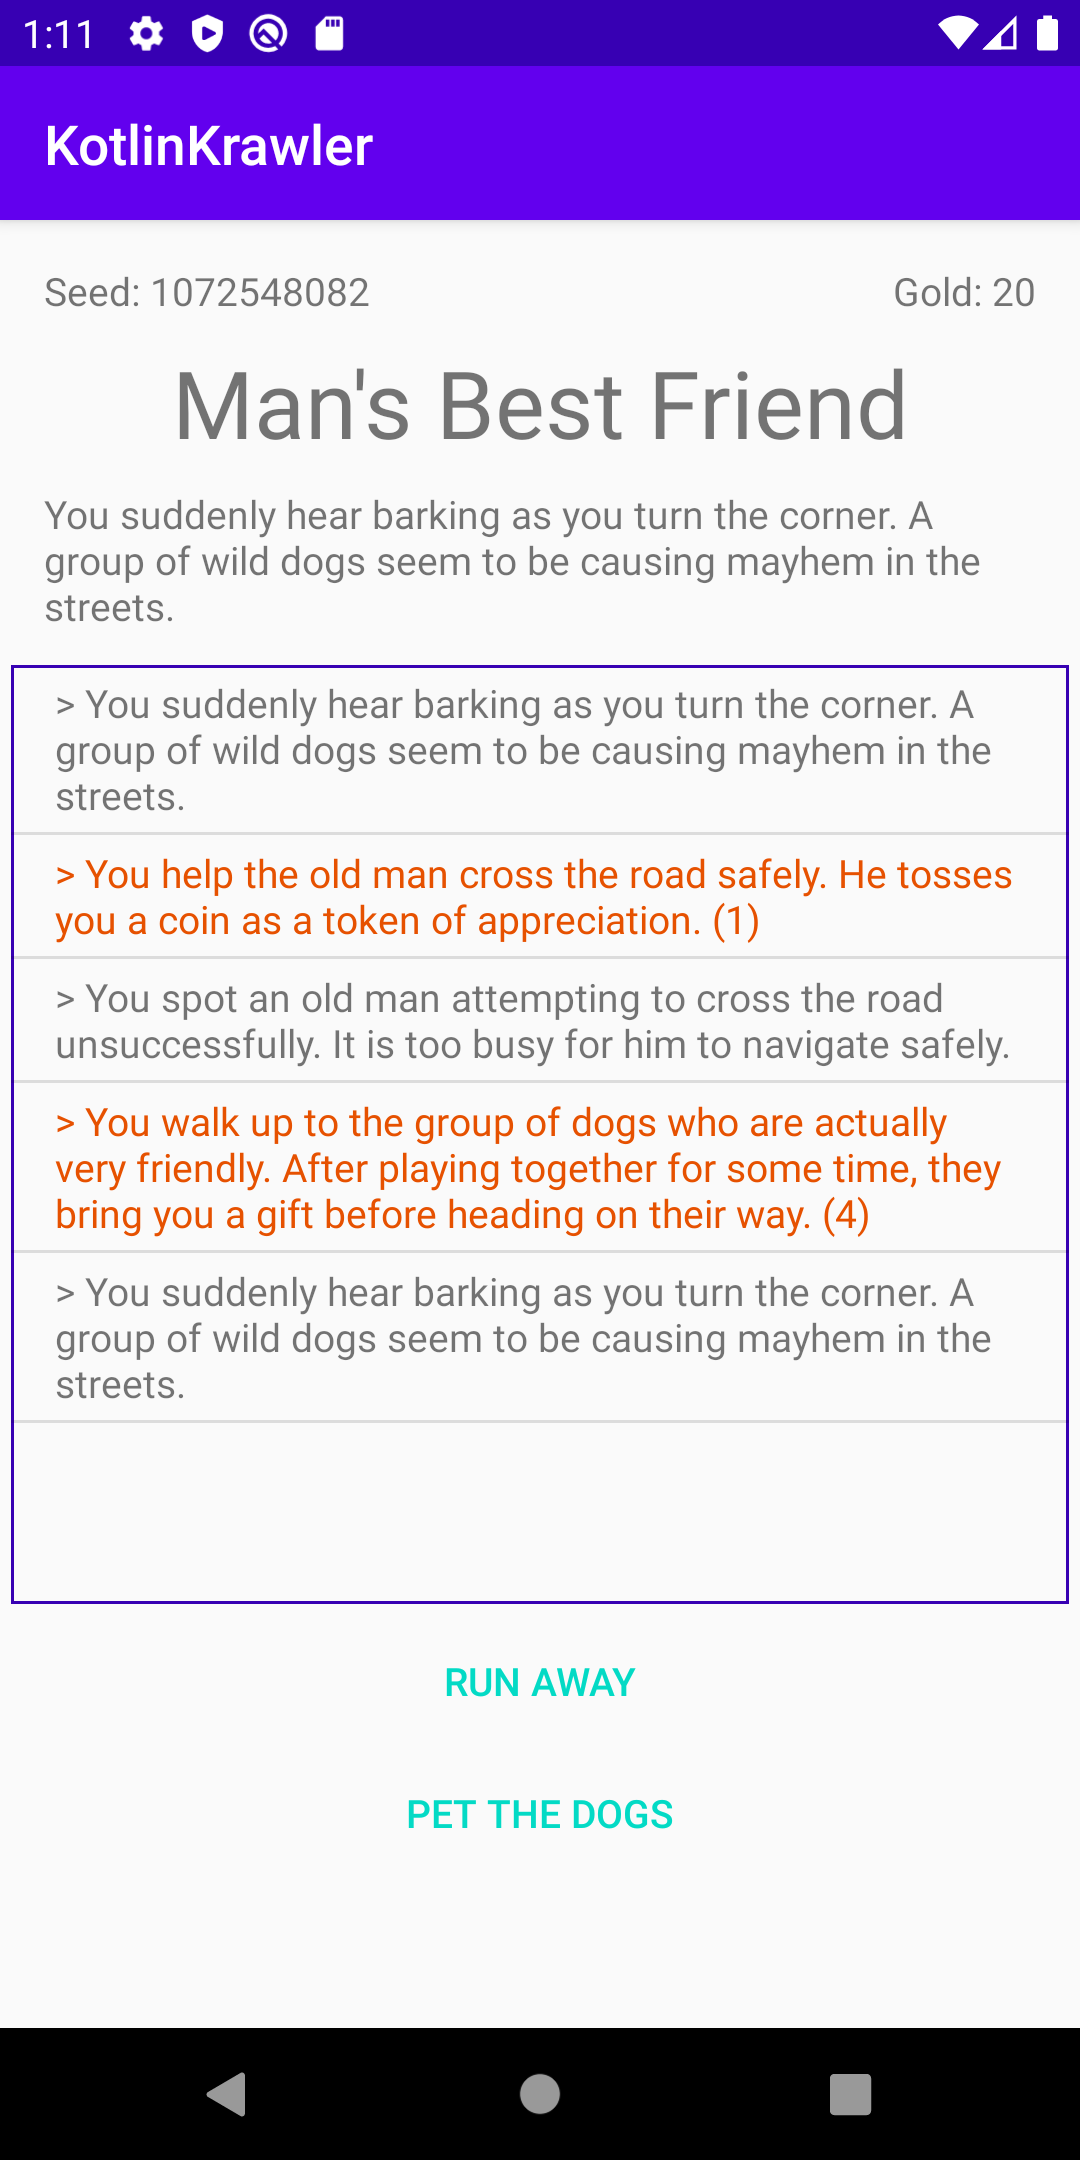 1:11
KotlinKrawler
Seed: 1072548082
Gold: 20
Man's Best Friend
You suddenly hear barking as you turn the corner. A
group of wild dogs seem to be causing mayhem in the
streets.
> You suddenly hear barking as you turn the corner. A
group of wild dogs seem to be causing mayhem in the
streets.
> You help the old man cross the road safely. He tosses
you a coin as a token of appreciation. (1)
> You spot an old man attempting to cross the road
unsuccessfully. It is too busy for him to navigate safely.
> You walk up to the group of dogs who are actually
very friendly. After playing together for some time, they
bring you a gift before heading on their way. (4)
> You suddenly hear barking as you turn the corner. A
group of wild dogs seem to be causing mayhem in the
streets.
RUN AWAY
PET THE DOGS